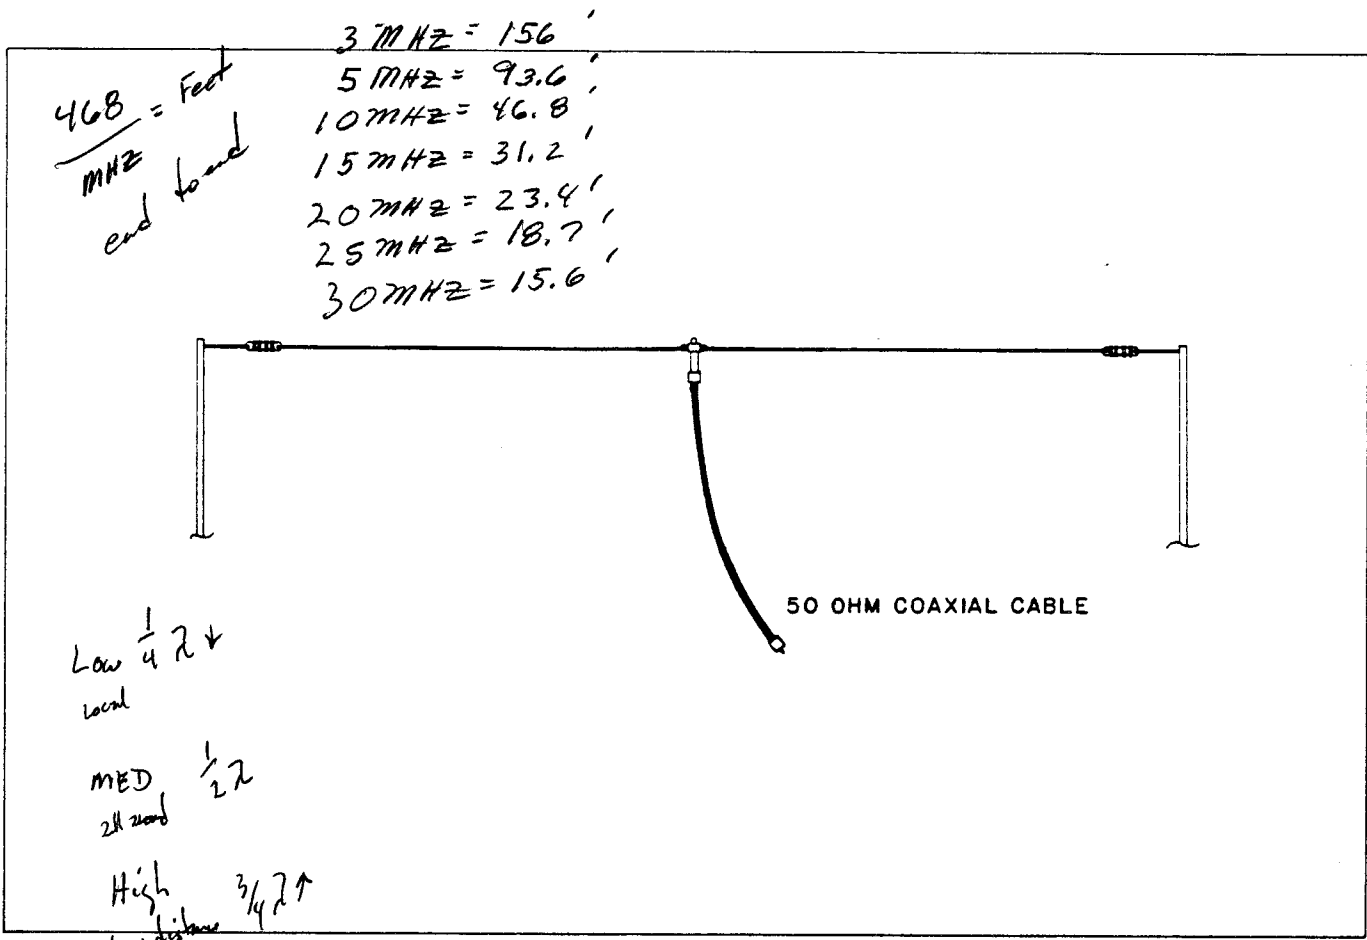 3 MHZ = 156 '
5 MHZ = 93.6 '
10 MHZ = 46.8 '
15 MHZ = 31.2 '
20 MHZ = 23.4 '
25 MHZ = 18.7 '
30 MHZ = 15.6 '
468 = Feet
MHZ
end to end
50 OHM COAXIAL CABLE
Low 1/4 λ ↓
Local
MED 1/2 λ
High 3/4 λ ↑
distance